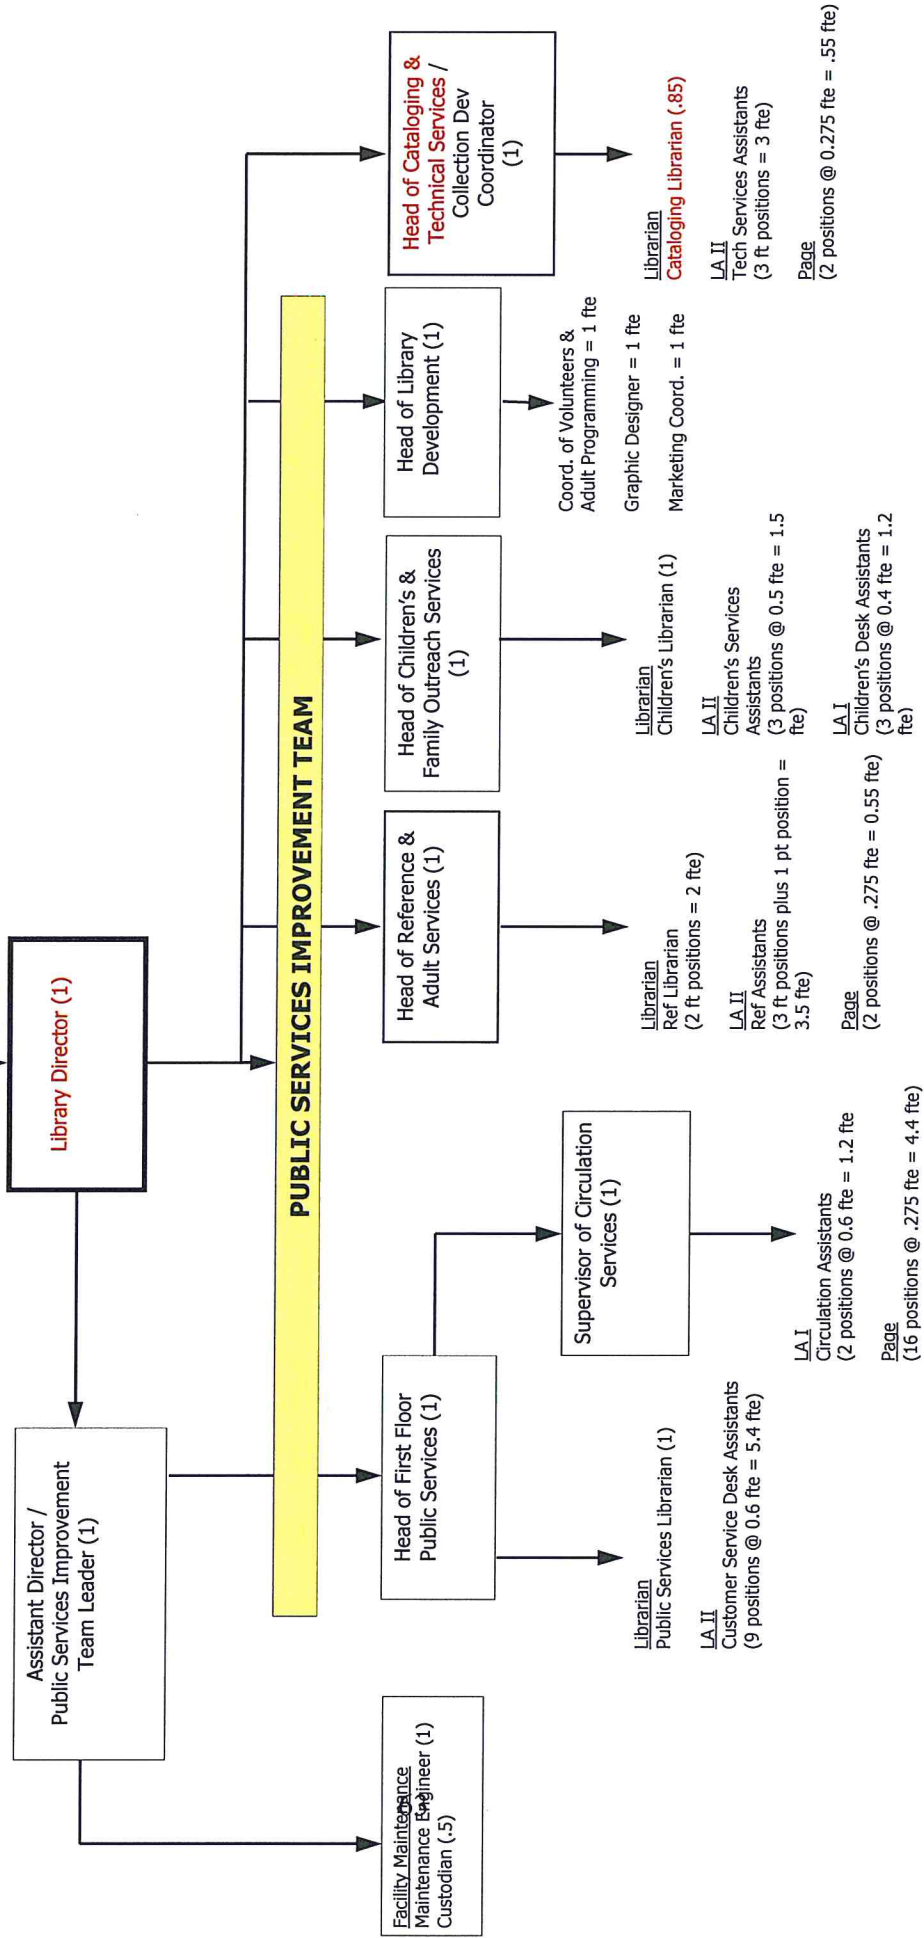 Library Director (1)
Assistant Director /
Public Services Improvement
Team Leader (1)
PUBLIC SERVICES IMPROVEMENT TEAM
Facility Maintenance
Maintenance Engineer (1)
Custodian (.5)
Head of First Floor
Public Services (1)
Librarian
Public Services Librarian (1)
LA II
Customer Service Desk Assistants
(9 positions @ 0.6 fte = 5.4 fte)
Supervisor of Circulation
Services (1)
LA I
Circulation Assistants
(2 positions @ 0.6 fte = 1.2 fte
Page
(16 positions @ .275 fte = 4.4 fte)
Head of Reference &
Adult Services (1)
Librarian
Ref Librarian
(2 ft positions = 2 fte)
LA II
Ref Assistants
(3 ft positions plus 1 pt position =
3.5 fte)
Page
(2 positions @ .275 fte = 0.55 fte)
Head of Children's &
Family Outreach Services
(1)
Librarian
Children's Librarian (1)
LA II
Children's Services
Assistants
(3 positions @ 0.5 fte = 1.5
fte)
LA I
Children's Desk Assistants
(3 positions @ 0.4 fte = 1.2
fte)
Head of Library
Development (1)
Coord. of Volunteers &
Adult Programming = 1 fte
Graphic Designer = 1 fte
Marketing Coord. = 1 fte
Head of Cataloging &
Technical Services /
Collection Dev
Coordinator
(1)
Librarian
Cataloging Librarian (.85)
LA II
Tech Services Assistants
(3 ft positions = 3 fte)
Page
(2 positions @ 0.275 fte = .55 fte)